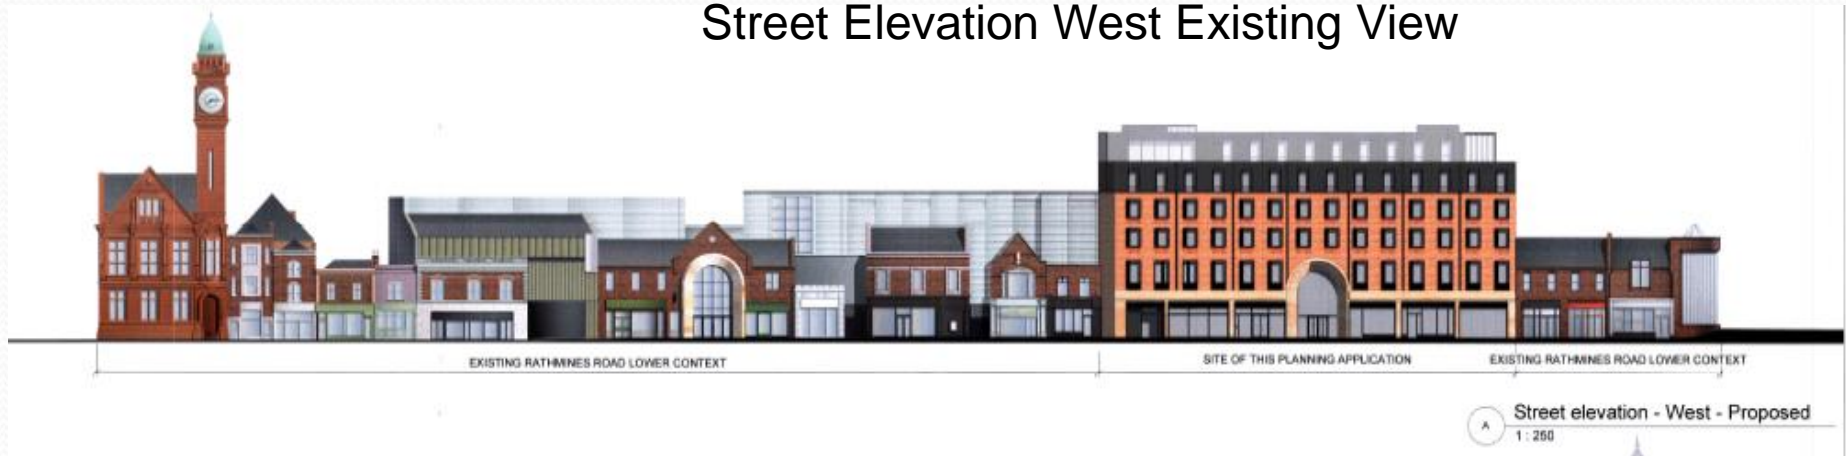 Street Elevation West Existing View
EXISTING RATHMINES ROAD LOWER CONTEXT
SITE OF THIS PLANNING APPLICATION
EXISTING RATHMINES ROAD LOWER CONTEXT
A
Street elevation - West - Proposed
1 : 250